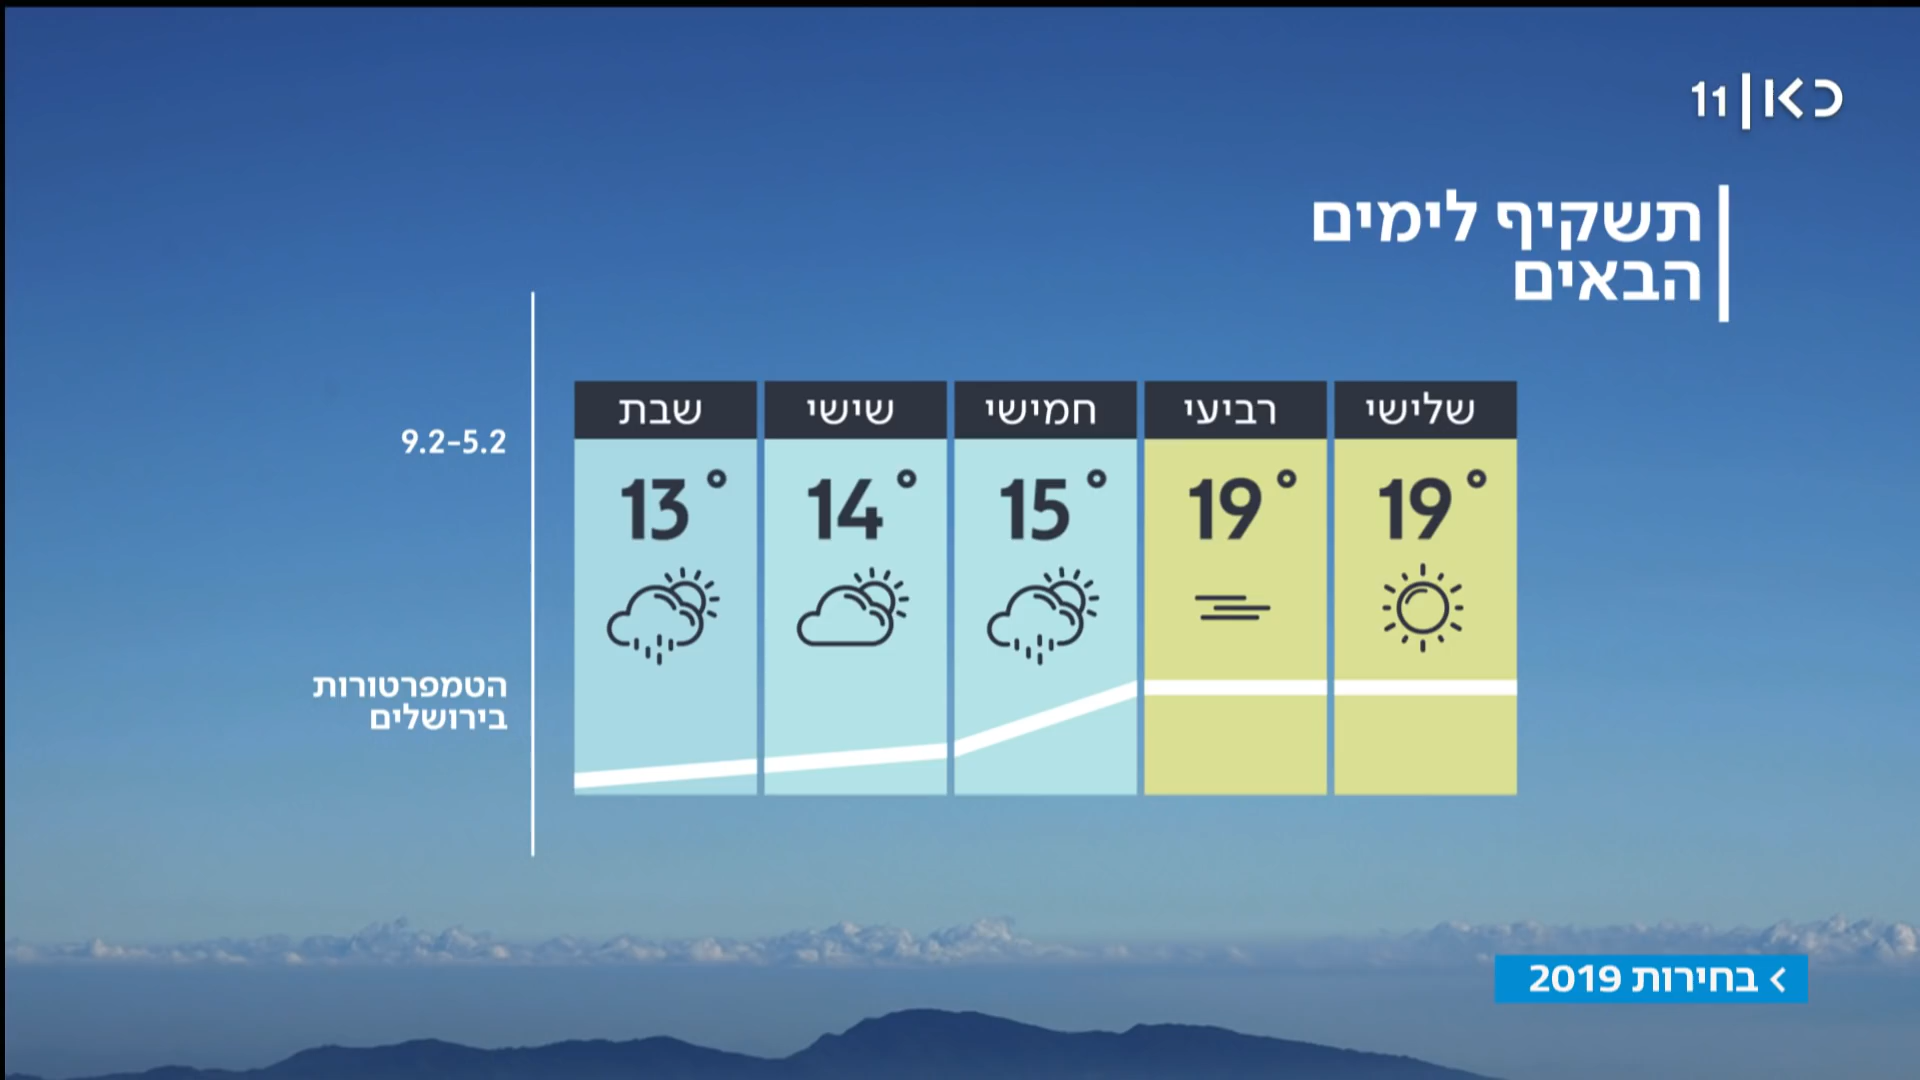 כאן|11
תשקיף לימים
הבאים
שלישי רביעי חמישי שישי שבת
19° 19° 15° 14° 13°
9.2-5.2
הטמפרטורות
בירושלים
בחירות 2019